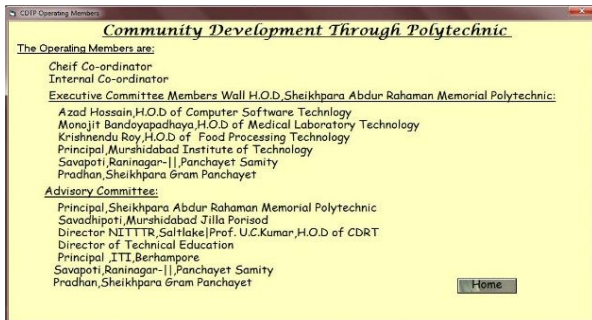 CDTP Operating Members
Community Development Through Polytechnic
The Operating Members are:
Cheif Co-ordinator
Internal Co-ordinator
Executive Committee Members Wall H.O.D,Sheikhpara Abdur Rahaman Memorial Polytechnic:
Azad Hossain,H.O.D of Computer Software Technlogy
Monojit Bandoyapadhaya,H.O.D of Medical Laboratory Technology
Krishnendu Roy,H.O.D of Food Processing Technology
Principal,Murshidabad Institute of Technology
Savapoti,Raninagar-||,Panchayet Samity
Pradhan,Sheikhpara Gram Panchayet
Advisory Committee:
Principal,Sheikhpara Abdur Rahaman Memorial Polytechnic
Savadhipoti,Murshidabad Jilla Porisod
Director NITTTR,Saltlake|Prof. U.C.Kumar,H.O.D of CDRT
Director of Technical Education
Principal ,ITI,Berhampore
Savapoti,Raninagar-||,Panchayet Samity
Pradhan,Sheikhpara Gram Panchayet
Home